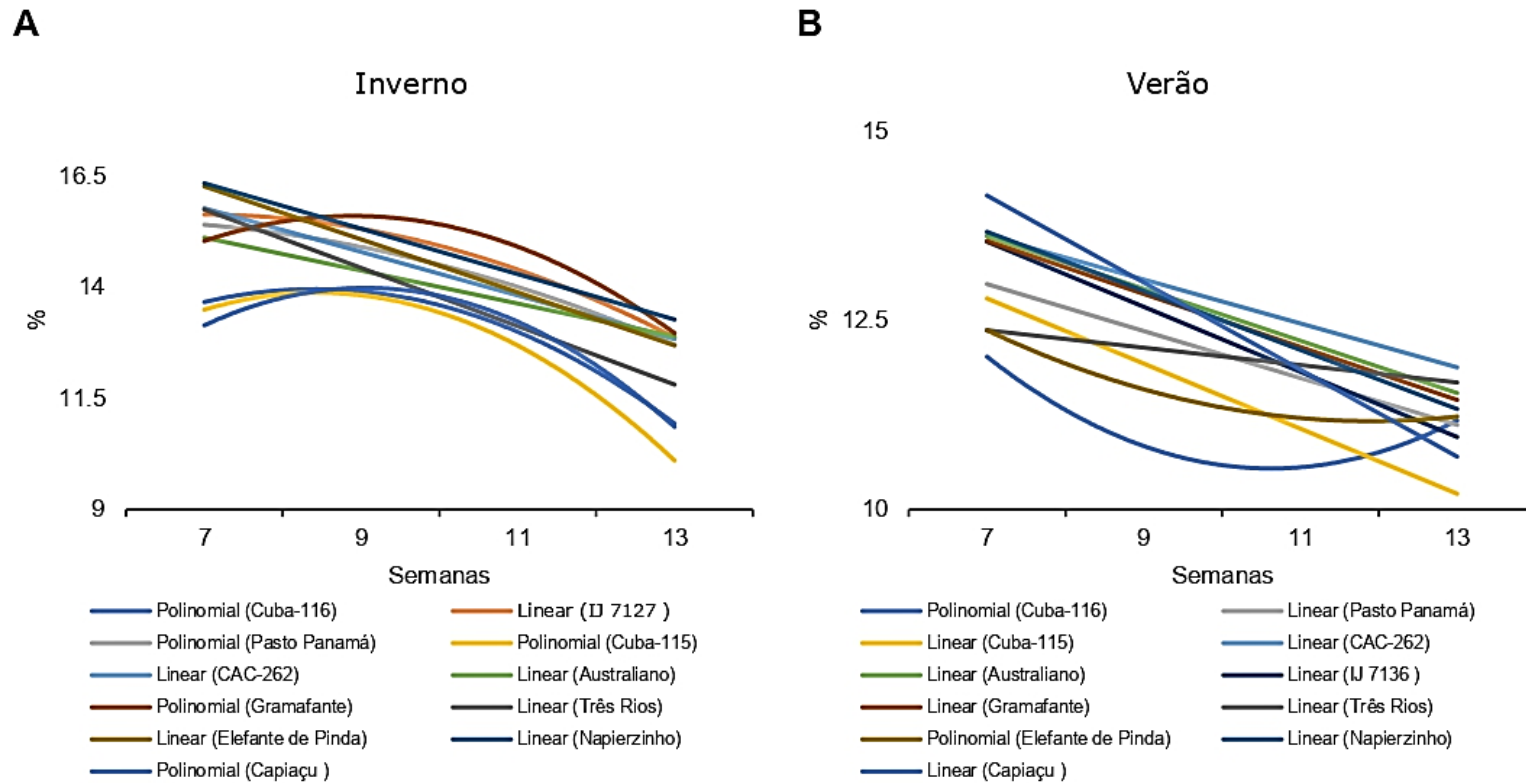 A
Inverno
16.5
14
11.5
9
%
7 9 11 13
Semanas
Polinomial (Cuba-116)
Linear (IJ 7127 )
Polinomial (Pasto Panamá)
Polinomial (Cuba-115)
Linear (CAC-262)
Linear (Australiano)
Polinomial (Gramafante)
Linear (Três Rios)
Linear (Elefante de Pinda)
Linear (Napierzinho)
Polinomial (Capiaçu )
B
Verão
15
12.5
10
%
7 9 11 13
Semanas
Polinomial (Cuba-116)
Linear (Pasto Panamá)
Linear (Cuba-115)
Linear (CAC-262)
Linear (Australiano)
Linear (IJ 7136 )
Linear (Gramafante)
Linear (Três Rios)
Polinomial (Elefante de Pinda)
Linear (Napierzinho)
Linear (Capiaçu )